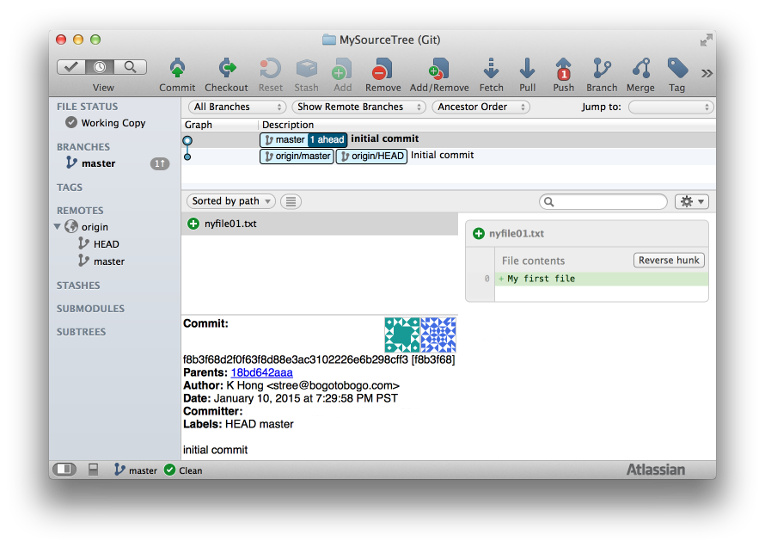 MySourceTree (Git)
View Commit Checkout Reset Stash Add Remove Add/Remove Fetch Pull 1 Push Branch Merge Tag
FILE STATUS
Working Copy
BRANCHES
master 1↑
TAGS
REMOTES
origin
HEAD
master
STASHES
SUBMODULES
SUBTREES
All Branches Show Remote Branches Ancestor Order Jump to:
Graph Description
master 1 ahead initial commit
origin/master origin/HEAD Initial commit
Sorted by path
nyfile01.txt
nyfile01.txt
File contents Reverse hunk
0 + My first file
Commit:
f8b3f68d2f0f63f8d88e3ac3102226e6b298cff3 [f8b3f68]
Parents: 18bd642aaa
Author: K Hong <stree@bogotobogo.com>
Date: January 10, 2015 at 7:29:58 PM PST
Committer:
Labels: HEAD master
initial commit
master Clean Atlassian